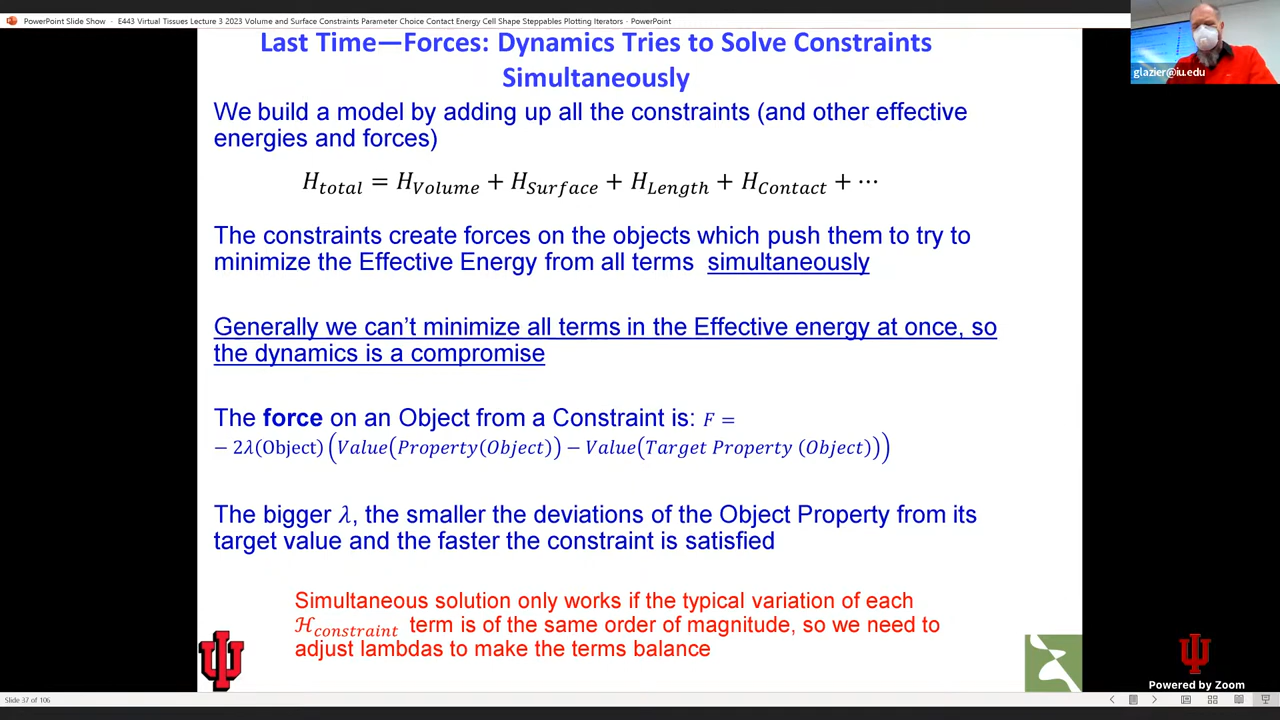 PowerPoint Slide Show - E443 Virtual Tissues Lecture 3 2023 Volume and Surface Constraints Parameter Choice Contact Energy Cell Shape Steppables Plotting Iterators - PowerPoint
glazier@iu.edu
Last Time—Forces: Dynamics Tries to Solve Constraints
Simultaneously
We build a model by adding up all the constraints (and other effective
energies and forces)
H_total = H_Volume + H_Surface + H_Length + H_Contact + ⋯
The constraints create forces on the objects which push them to try to
minimize the Effective Energy from all terms simultaneously
Generally we can't minimize all terms in the Effective energy at once, so
the dynamics is a compromise
The force on an Object from a Constraint is: F =
− 2λ(Object)(Value(Property(Object)) − Value(Target Property (Object)))
The bigger λ, the smaller the deviations of the Object Property from its
target value and the faster the constraint is satisfied
Simultaneous solution only works if the typical variation of each
ℋ_constraint term is of the same order of magnitude, so we need to
adjust lambdas to make the terms balance
Powered by Zoom
Slide 37 of 106